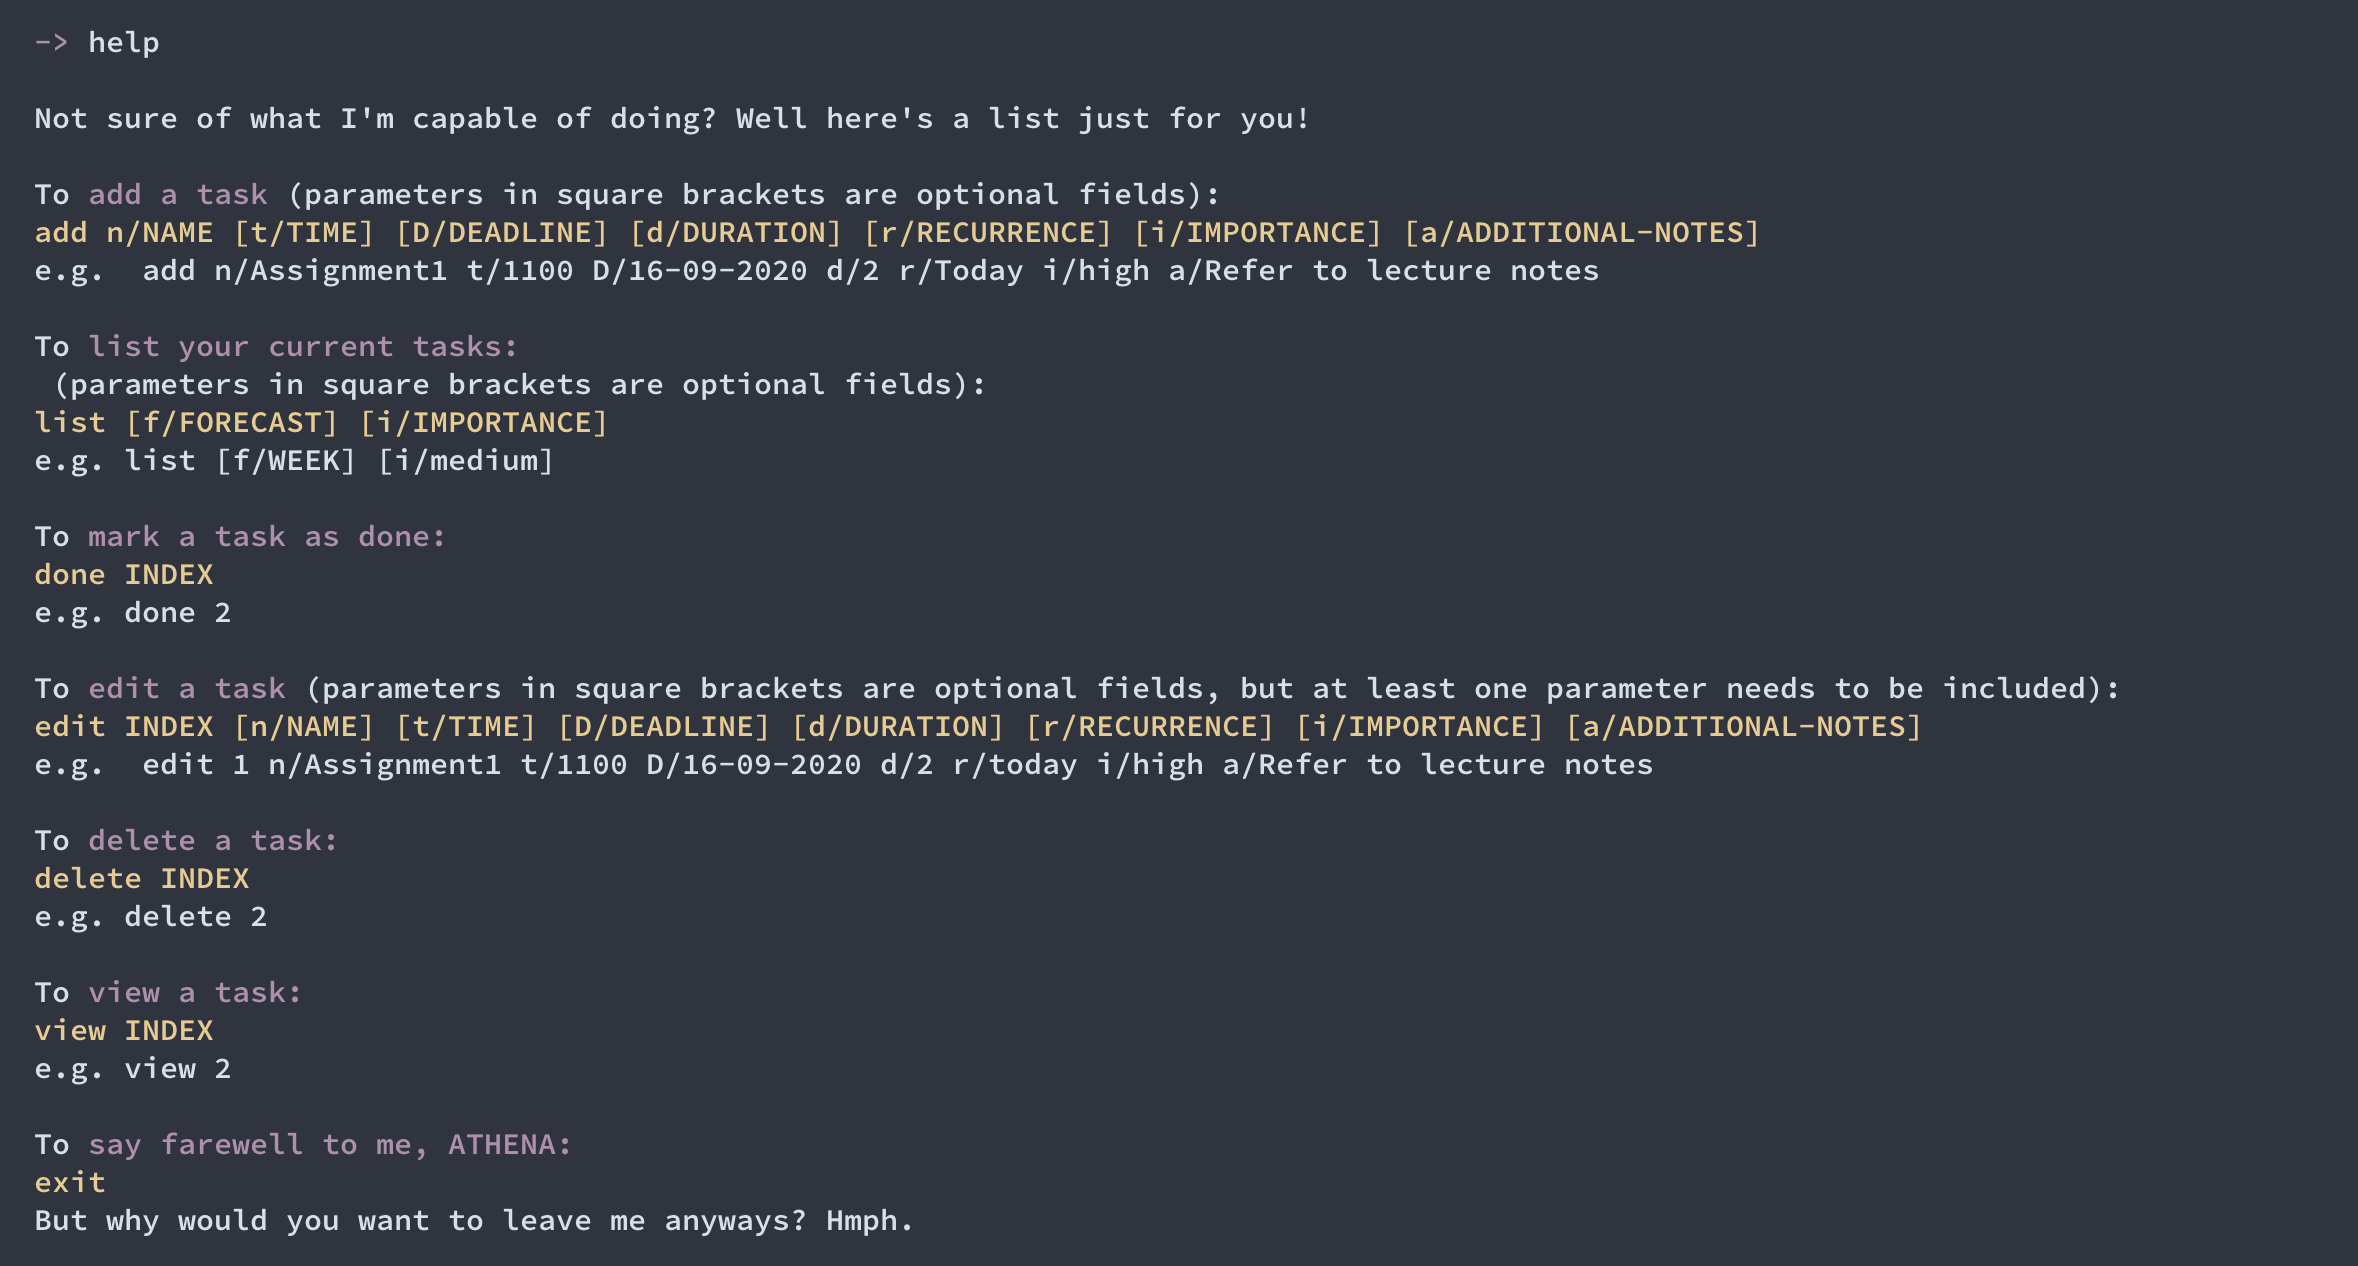 -> help
Not sure of what I'm capable of doing? Well here's a list just for you!
To add a task (parameters in square brackets are optional fields):
add n/NAME [t/TIME] [D/DEADLINE] [d/DURATION] [r/RECURRENCE] [i/IMPORTANCE] [a/ADDITIONAL-NOTES]
e.g.  add n/Assignment1 t/1100 D/16-09-2020 d/2 r/Today i/high a/Refer to lecture notes
To list your current tasks:
 (parameters in square brackets are optional fields):
list [f/FORECAST] [i/IMPORTANCE]
e.g. list [f/WEEK] [i/medium]
To mark a task as done:
done INDEX
e.g. done 2
To edit a task (parameters in square brackets are optional fields, but at least one parameter needs to be included):
edit INDEX [n/NAME] [t/TIME] [D/DEADLINE] [d/DURATION] [r/RECURRENCE] [i/IMPORTANCE] [a/ADDITIONAL-NOTES]
e.g.  edit 1 n/Assignment1 t/1100 D/16-09-2020 d/2 r/today i/high a/Refer to lecture notes
To delete a task:
delete INDEX
e.g. delete 2
To view a task:
view INDEX
e.g. view 2
To say farewell to me, ATHENA:
exit
But why would you want to leave me anyways? Hmph.